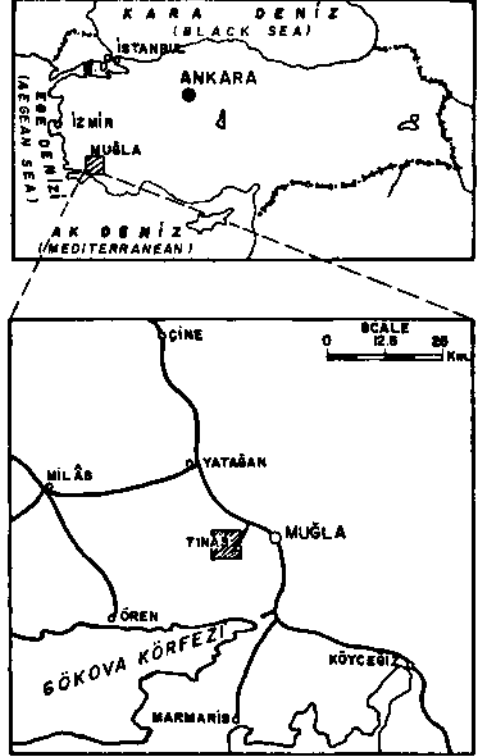 KARA DENİZ
(BLACK SEA)
İSTANBUL
ANKARA
EGE DENİZİ
(AEGEAN SEA)
İZMİR
MUĞLA
AK DENİZ
(MEDITERRANEAN)
ÇİNE
SCALE
0 12.5 25
Km.
YATAĞAN
MİLÂS
TINAS
MUĞLA
ÖREN
GÖKOVA KÖRFEZİ
KÖYCEĞİZ
MARMARİS